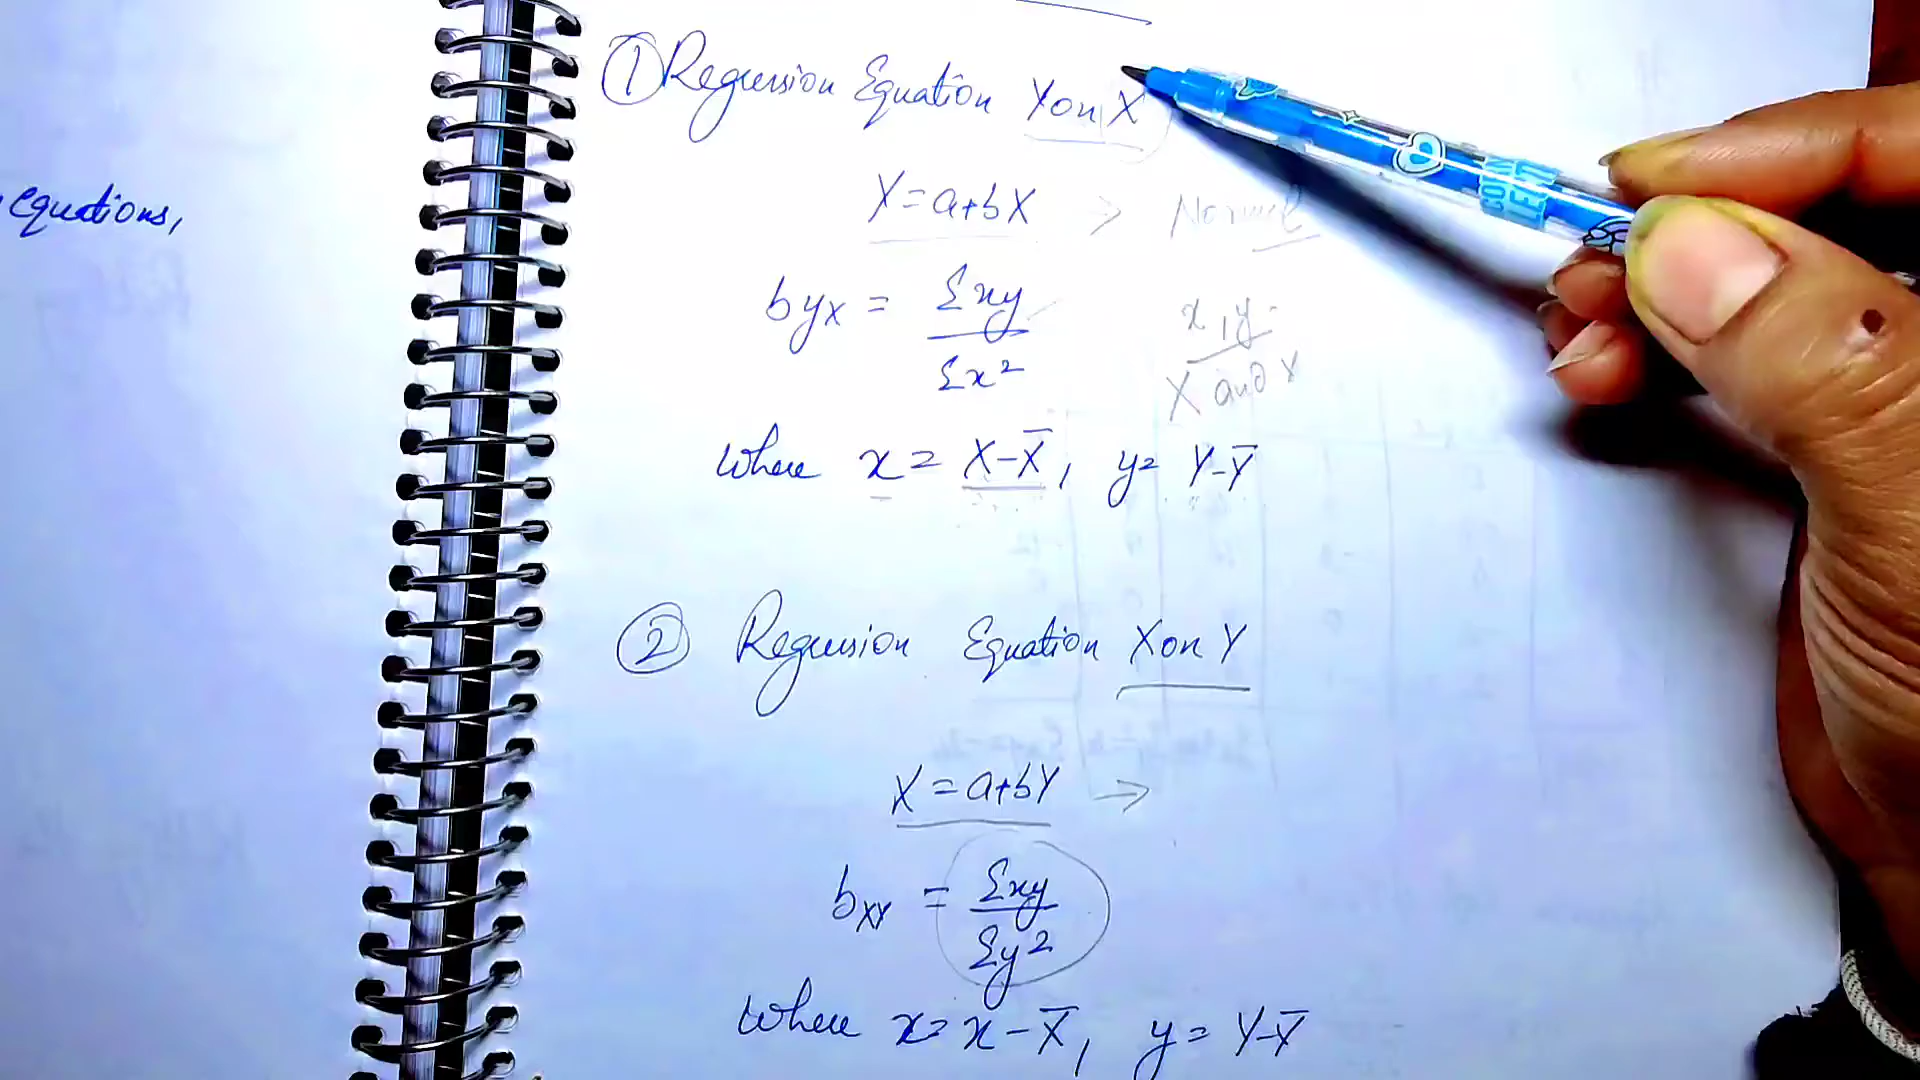 equations,
① Regression Equation Y on X
Y = a+bX → Normal
byx = Σxy / Σx²
x, y
X and Y
Where x = X-X̅, y = Y-Y̅
② Regression Equation X on Y
X = a+bY →
bxy = Σxy / Σy²
Where x = x-X̅, y = Y-Y̅